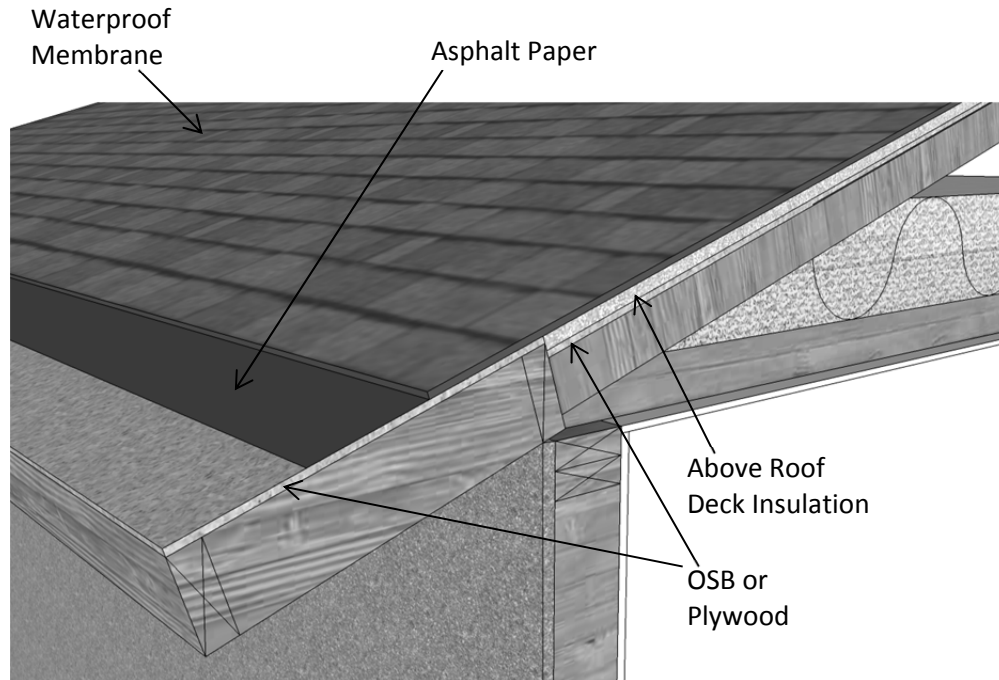 Waterproof
Membrane
Asphalt Paper
Above Roof
Deck Insulation
OSB or
Plywood